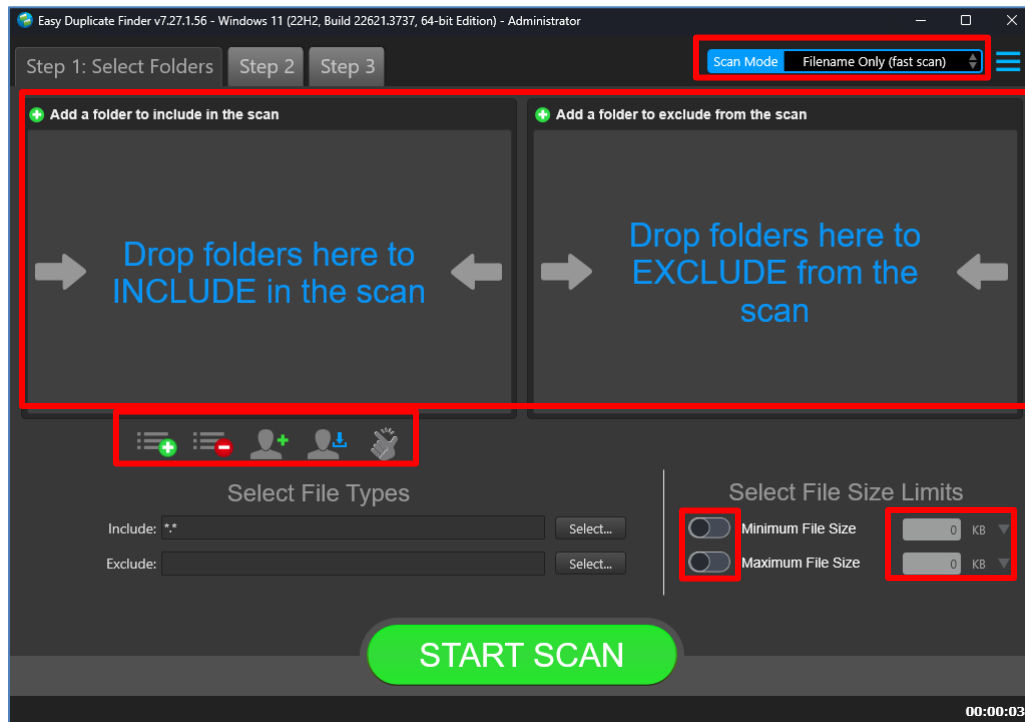 Easy Duplicate Finder v7.27.1.56 - Windows 11 (22H2, Build 22621.3737, 64-bit Edition) - Administrator
Step 1: Select Folders
Step 2
Step 3
Scan Mode
Filename Only (fast scan)
Add a folder to include in the scan
Add a folder to exclude from the scan
Drop folders here to
INCLUDE in the scan
Drop folders here to
EXCLUDE from the
scan
Select File Types
Include: *.*
Select...
Exclude:
Select...
Select File Size Limits
Minimum File Size
0 KB
Maximum File Size
0 KB
START SCAN
00:00:03